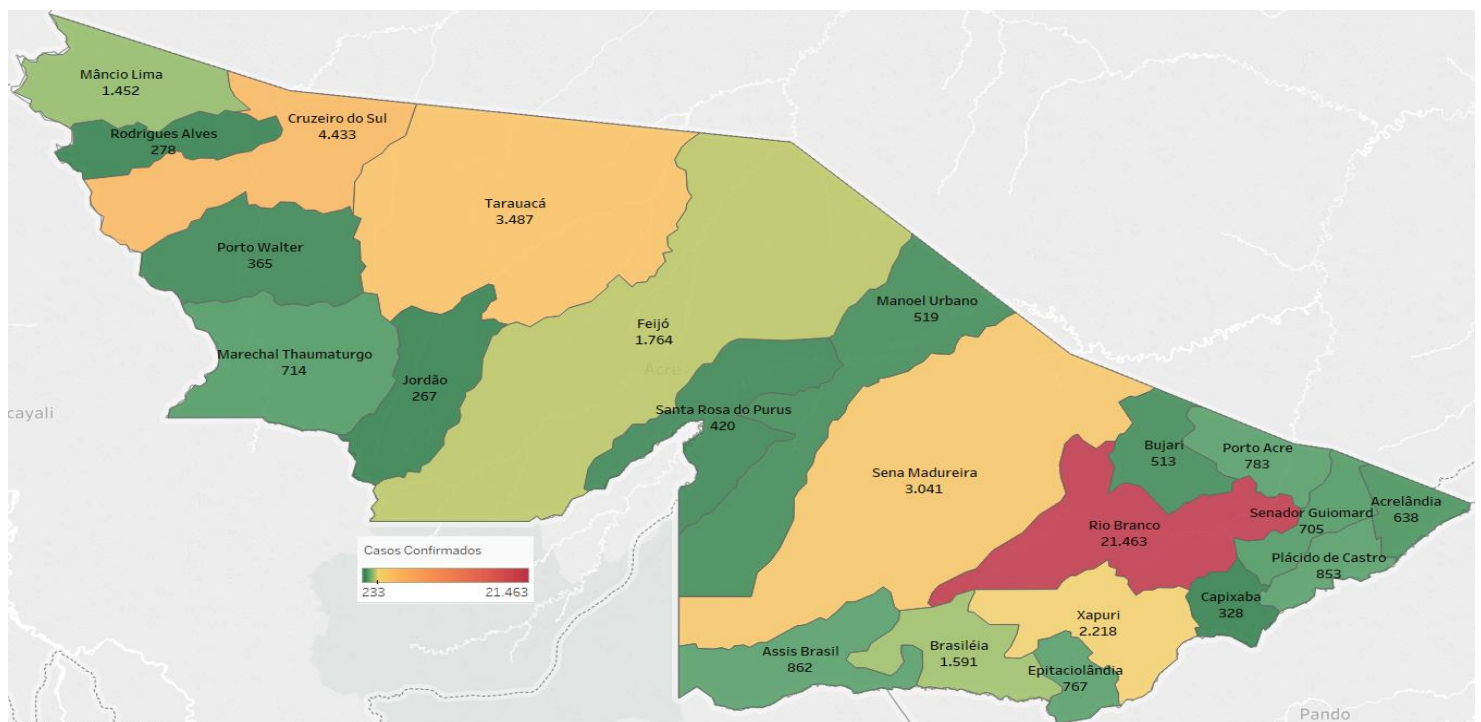 Mâncio Lima
1.452
Rodrigues Alves
278
Cruzeiro do Sul
4.433
Tarauacá
3.487
Porto Walter
365
Marechal Thaumaturgo
714
Jordão
267
Feijó
1.764
Acre
Manoel Urbano
519
Santa Rosa do Purus
420
Sena Madureira
3.041
Bujari
513
Porto Acre
783
Acrelândia
638
Senador Guiomard
705
Rio Branco
21.463
Plácido de Castro
853
Capixaba
328
Xapuri
2.218
Brasiléia
1.591
Epitaciolândia
767
Assis Brasil
862
cayali
Casos Confirmados
233 21.463
Pando